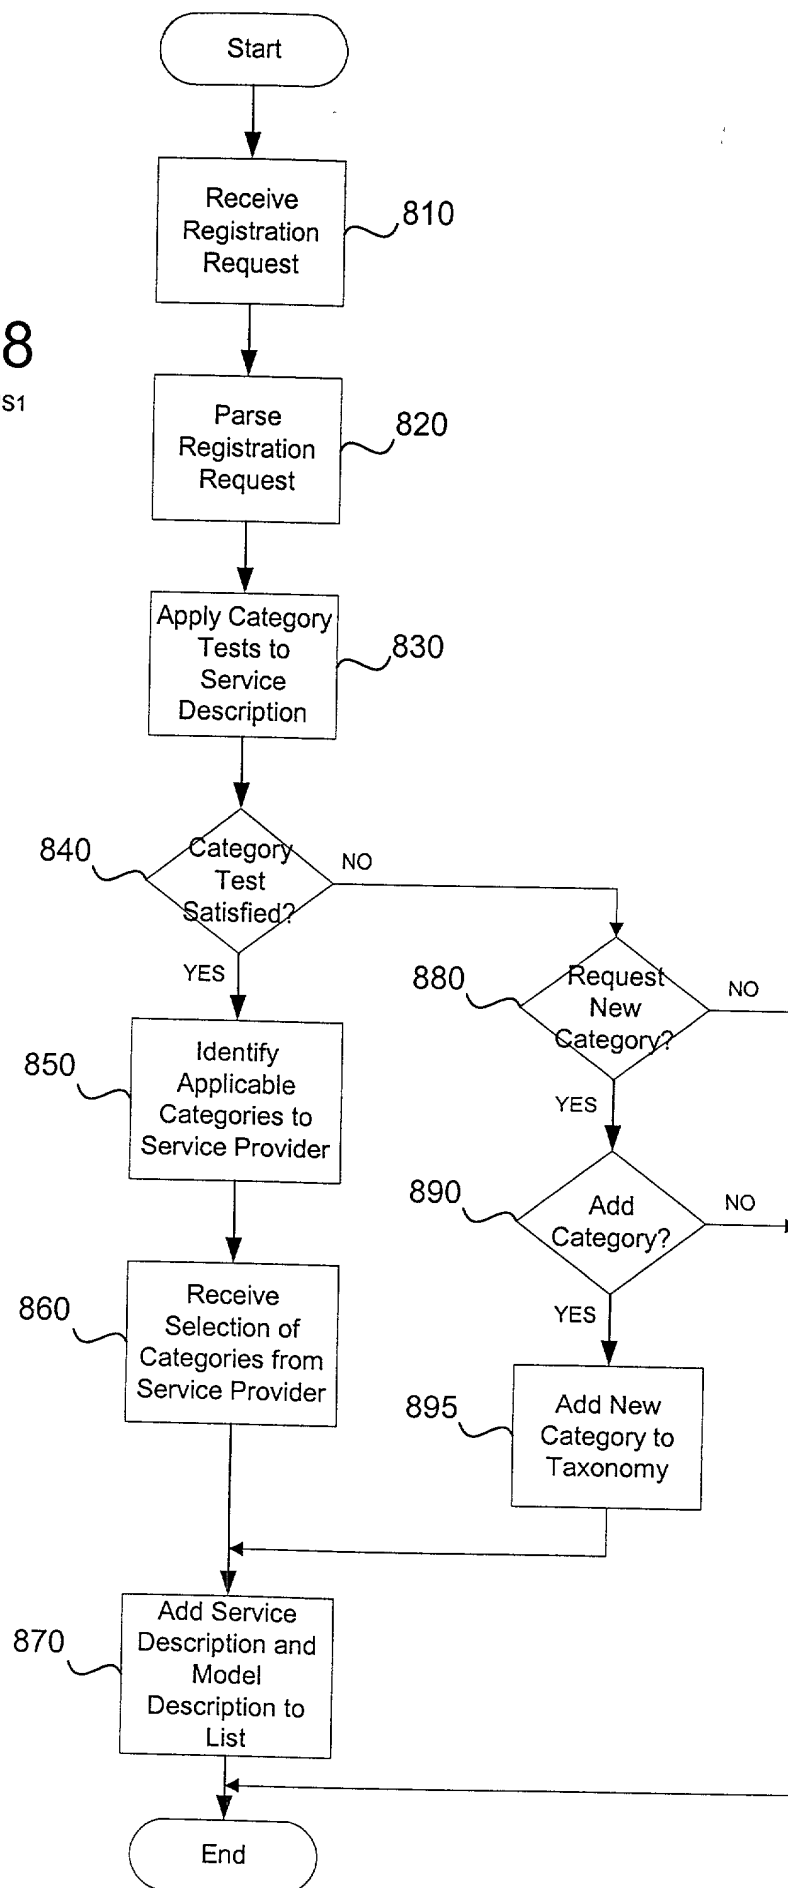 Start
Receive
Registration
Request
810
8
S1
Parse
Registration
Request
820
Apply Category
Tests to
Service
Description
830
840
Category
Test
Satisfied?
NO
YES
880
Request
New
Category?
NO
YES
850
Identify
Applicable
Categories to
Service Provider
890
Add
Category?
NO
YES
860
Receive
Selection of
Categories from
Service Provider
895
Add New
Category to
Taxonomy
870
Add Service
Description and
Model
Description to
List
End